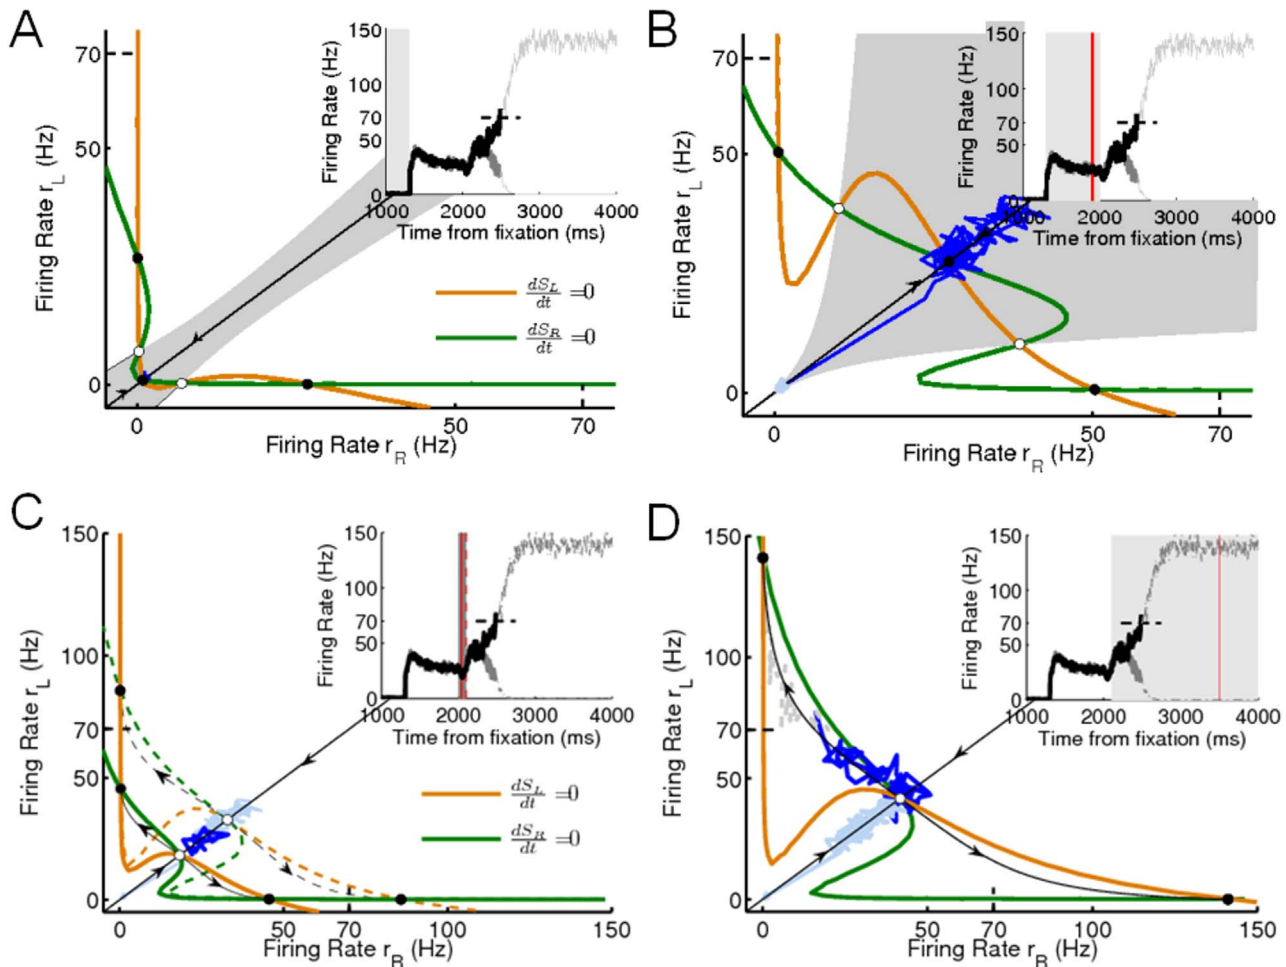 A
70
50
0
Firing Rate r_L (Hz)
0
50
70
Firing Rate r_R (Hz)
150
100
70
50
0
Firing Rate (Hz)
1000
2000
3000
4000
Time from fixation (ms)
dS_L/dt =0
dS_R/dt =0
B
50
0
Firing Rate r_L (Hz)
0
50
70
Firing Rate r_R (Hz)
150
100
70
50
0
Firing Rate (Hz)
1000
2000
3000
4000
Time from fixation (ms)
C
150
100
70
50
0
Firing Rate r_L (Hz)
0
50
70
100
150
Firing Rate r_R (Hz)
150
100
70
50
0
Firing Rate (Hz)
1000
2000
3000
4000
Time from fixation (ms)
dS_L/dt =0
dS_R/dt =0
D
150
100
70
50
0
Firing Rate r_L (Hz)
0
50
70
100
150
Firing Rate r_R (Hz)
150
100
70
50
0
Firing Rate (Hz)
1000
2000
3000
4000
Time from fixation (ms)